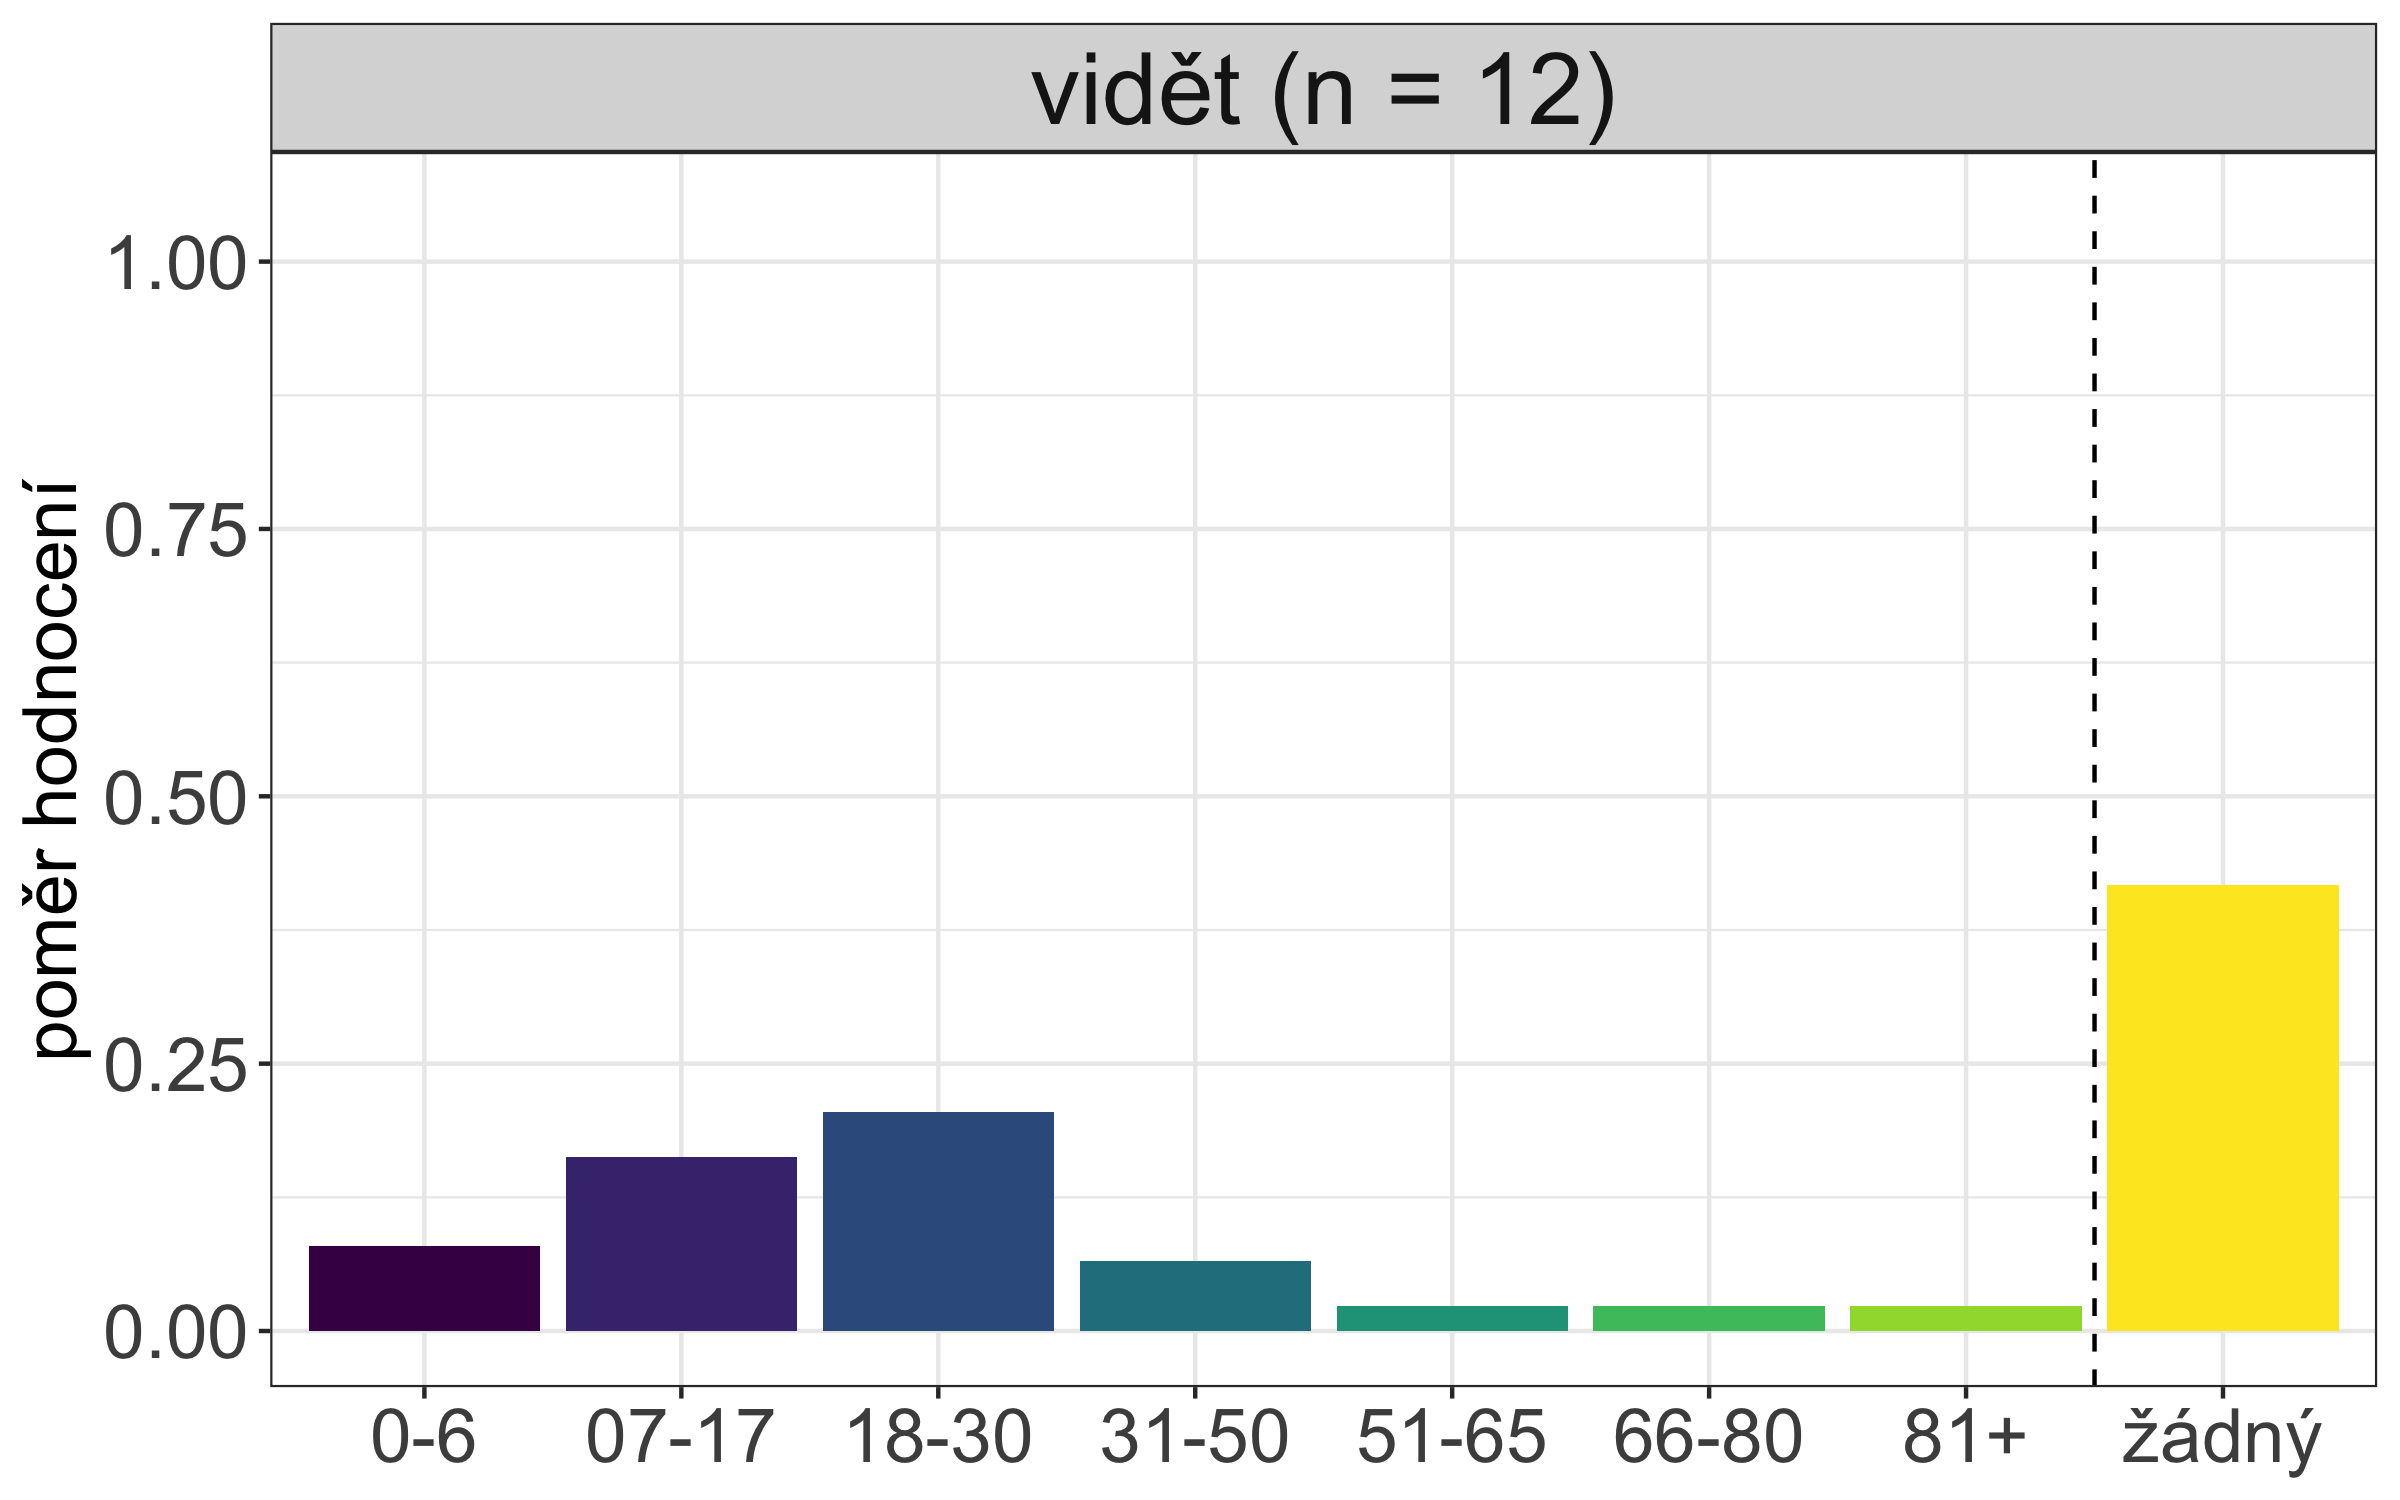 vidět (n = 12)
poměr hodnocení
1.00
0.75
0.50
0.25
0.00
0-6 07-17 18-30 31-50 51-65 66-80 81+ žádný